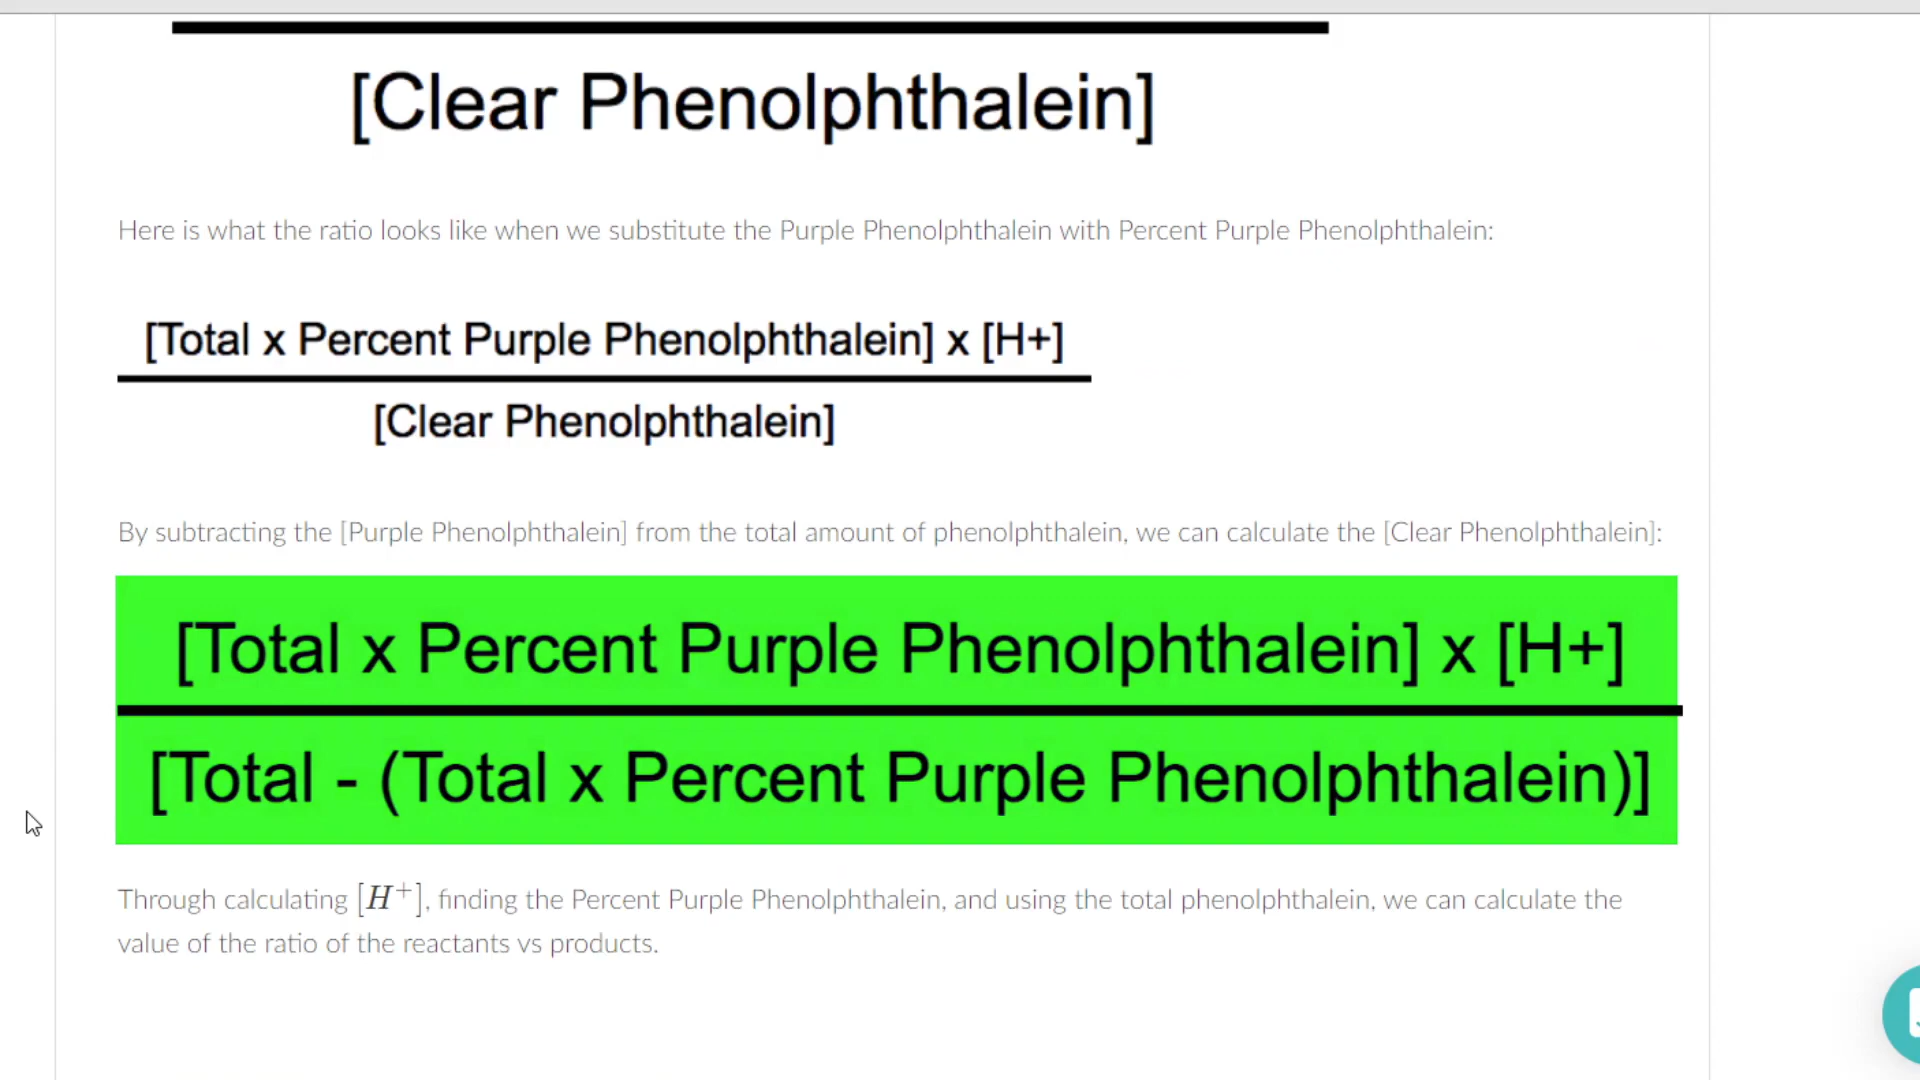 [Clear Phenolphthalein]
Here is what the ratio looks like when we substitute the Purple Phenolphthalein with Percent Purple Phenolphthalein:
[Total x Percent Purple Phenolphthalein] x [H+]
[Clear Phenolphthalein]
By subtracting the [Purple Phenolphthalein] from the total amount of phenolphthalein, we can calculate the [Clear Phenolphthalein]:
[Total x Percent Purple Phenolphthalein] x [H+]
[Total - (Total x Percent Purple Phenolphthalein)]
Through calculating [H⁺], finding the Percent Purple Phenolphthalein, and using the total phenolphthalein, we can calculate the
value of the ratio of the reactants vs products.